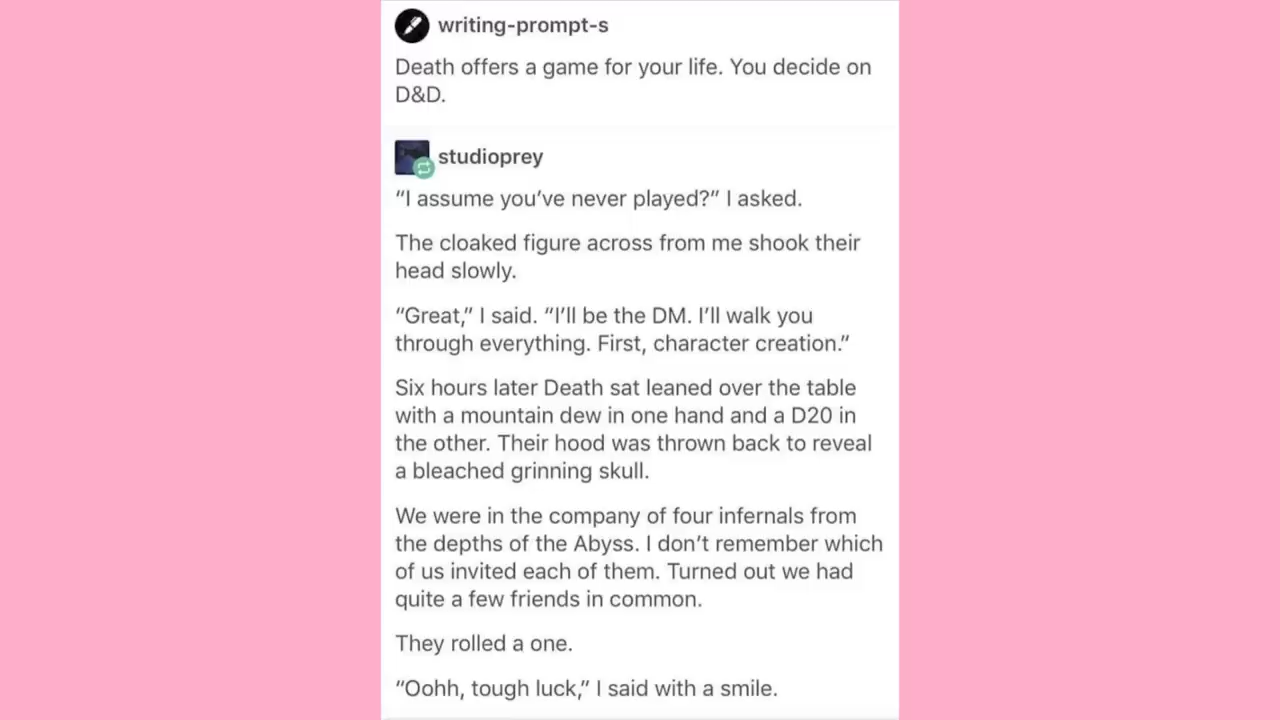 writing-prompt-s
Death offers a game for your life. You decide on
D&D.
studioprey
“I assume you’ve never played?” I asked.
The cloaked figure across from me shook their
head slowly.
“Great,” I said. “I’ll be the DM. I’ll walk you
through everything. First, character creation.”
Six hours later Death sat leaned over the table
with a mountain dew in one hand and a D20 in
the other. Their hood was thrown back to reveal
a bleached grinning skull.
We were in the company of four infernals from
the depths of the Abyss. I don’t remember which
of us invited each of them. Turned out we had
quite a few friends in common.
They rolled a one.
“Oohh, tough luck,” I said with a smile.